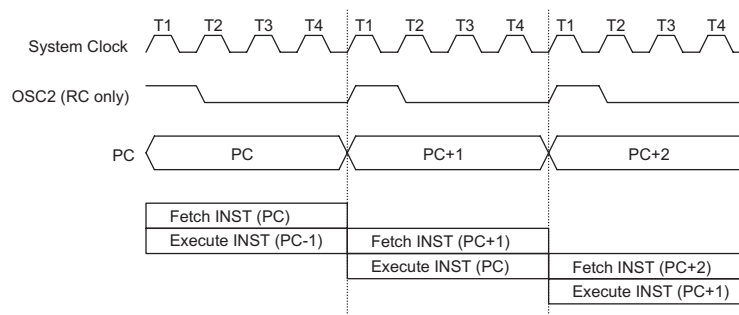 T1 T2 T3 T4 T1 T2 T3 T4 T1 T2 T3 T4
System Clock
OSC2 (RC only)
PC PC PC+1 PC+2
Fetch INST (PC)
Execute INST (PC-1) Fetch INST (PC+1)
Execute INST (PC) Fetch INST (PC+2)
Execute INST (PC+1)